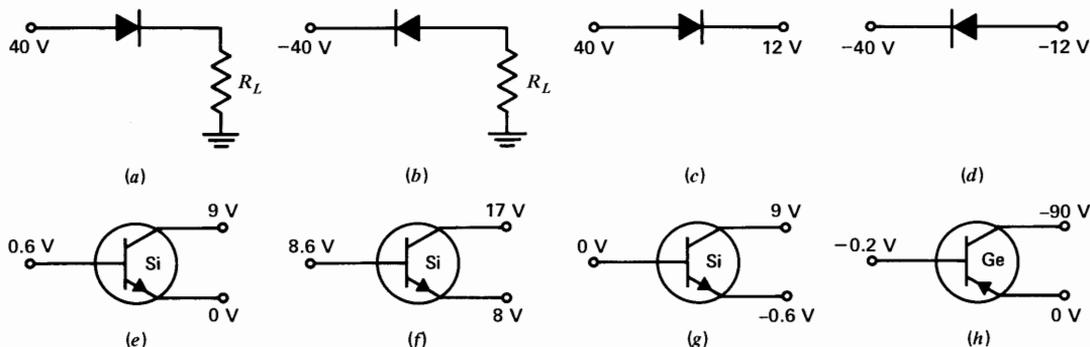 40 V
R_L
(a)
−40 V
R_L
(b)
40 V
12 V
(c)
−40 V
−12 V
(d)
0.6 V
Si
9 V
0 V
(e)
8.6 V
Si
17 V
8 V
(f)
0 V
Si
9 V
−0.6 V
(g)
−0.2 V
Ge
−90 V
0 V
(h)